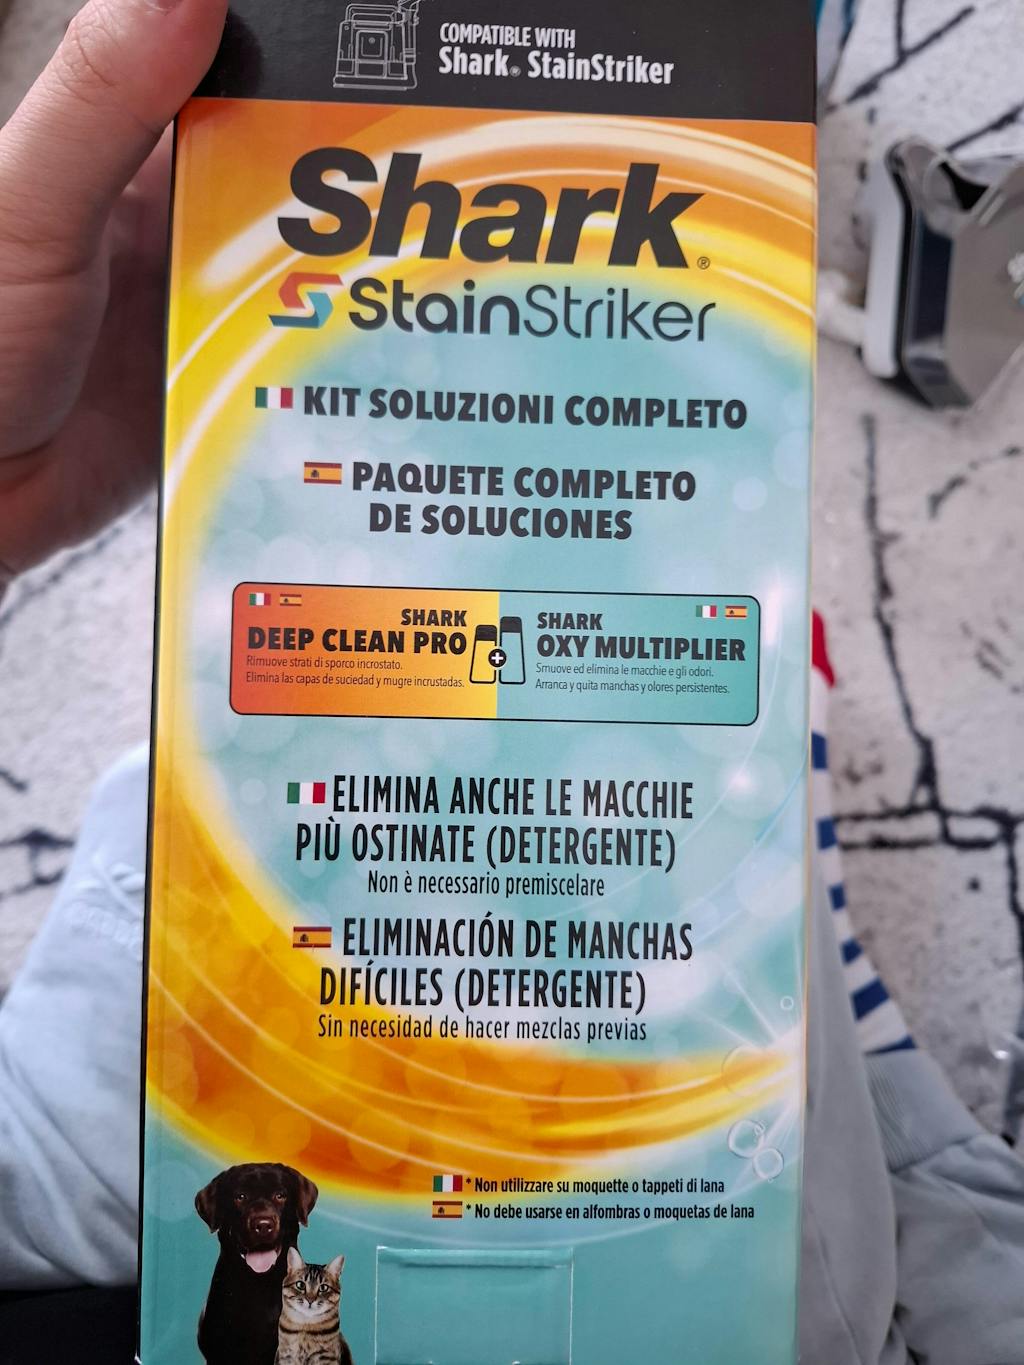 COMPATIBLE WITH
Shark® StainStriker
Shark®
StainStriker
KIT SOLUZIONI COMPLETO
PAQUETE COMPLETO
DE SOLUCIONES
SHARK
DEEP CLEAN PRO
Rimuove strati di sporco incrostato.
Elimina las capas de suciedad y mugre incrustadas.
+
SHARK
OXY MULTIPLIER
Smuove ed elimina le macchie e gli odori.
Arranca y quita manchas y olores persistentes.
ELIMINA ANCHE LE MACCHIE
PIÙ OSTINATE (DETERGENTE)
Non è necessario premiscelare
ELIMINACIÓN DE MANCHAS
DIFÍCILES (DETERGENTE)
Sin necesidad de hacer mezclas previas
* Non utilizzare su moquette o tappeti di lana
* No debe usarse en alfombras o moquetas de lana